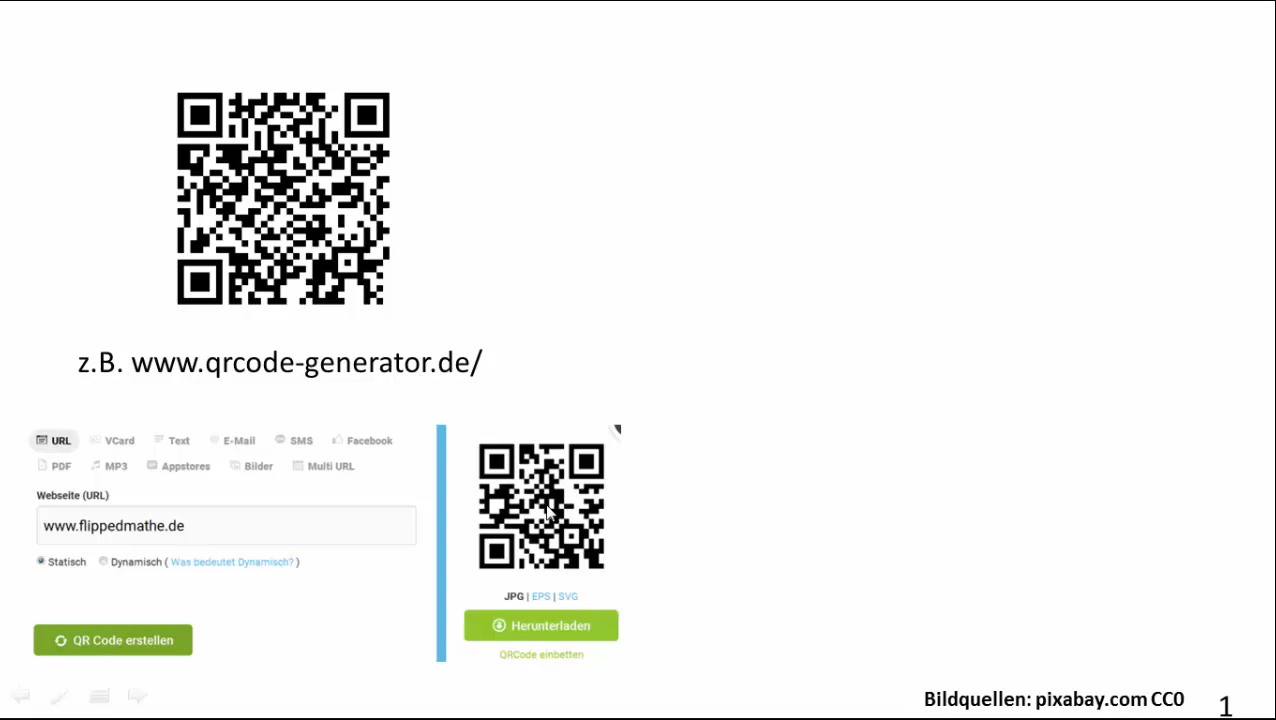 z.B. www.qrcode-generator.de/
URL VCard Text E-Mail SMS Facebook
PDF MP3 Appstores Bilder Multi URL
Webseite (URL)
www.flippedmathe.de
Statisch Dynamisch ( Was bedeutet Dynamisch? )
QR Code erstellen
JPG | EPS | SVG
Herunterladen
QRCode einbetten
Bildquellen: pixabay.com CC0
1